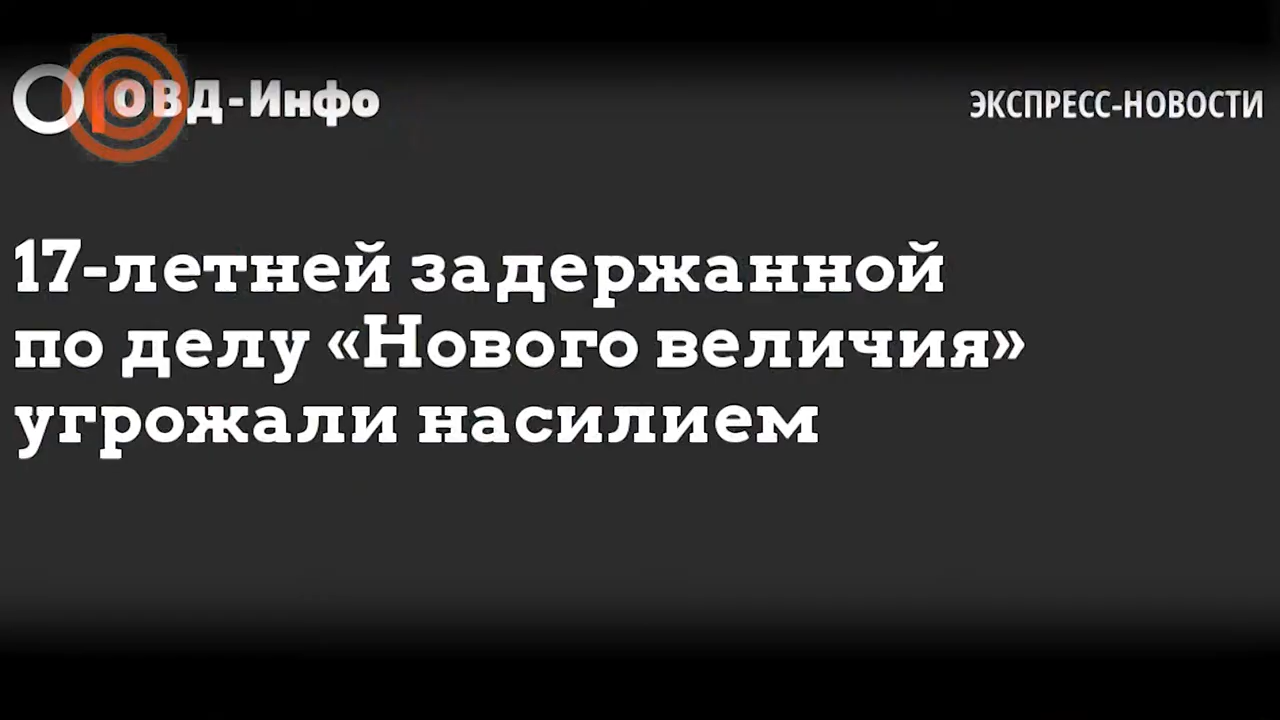 ОВД-Инфо
ЭКСПРЕСС-НОВОСТИ
17-летней задержанной
по делу «Нового величия»
угрожали насилием